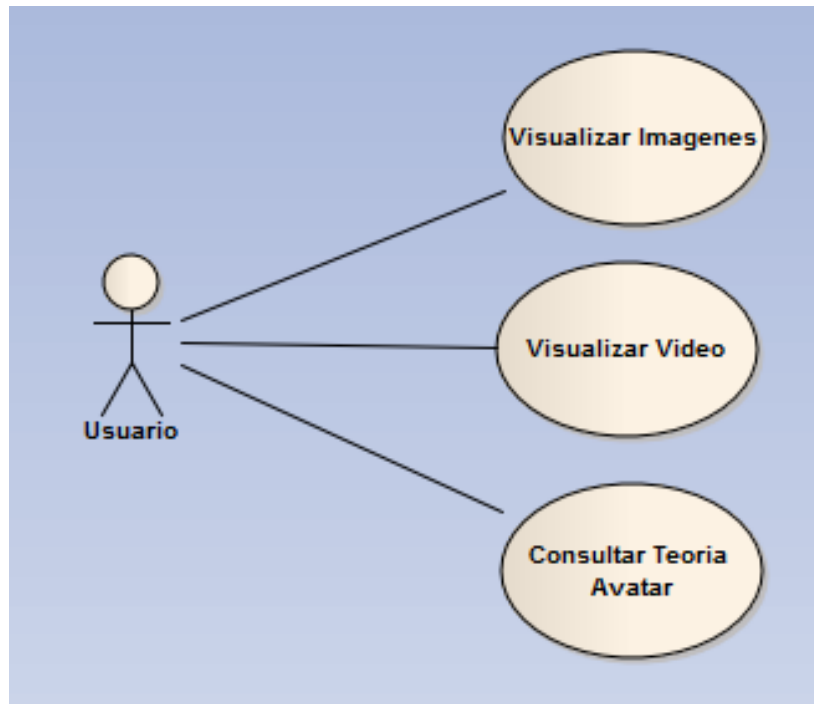 Visualizar Imagenes
Visualizar Video
Usuario
Consultar Teoria
Avatar